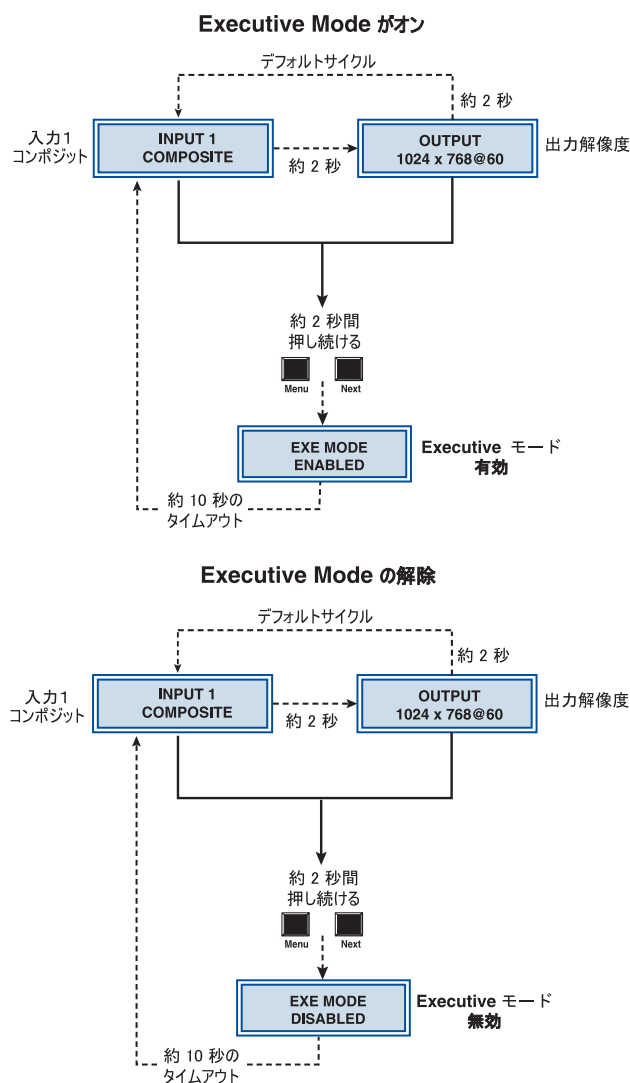 Executive Mode がオン
デフォルトサイクル
約 2 秒
入力1
コンポジット
INPUT 1
COMPOSITE
約 2 秒
OUTPUT
1024 x 768@60
出力解像度
約 2 秒間
押し続ける
Menu
Next
EXE MODE
ENABLED
Executive モード
有効
約 10 秒の
タイムアウト
Executive Mode の解除
デフォルトサイクル
約 2 秒
入力1
コンポジット
INPUT 1
COMPOSITE
約 2 秒
OUTPUT
1024 x 768@60
出力解像度
約 2 秒間
押し続ける
Menu
Next
EXE MODE
DISABLED
Executive モード
無効
約 10 秒の
タイムアウト